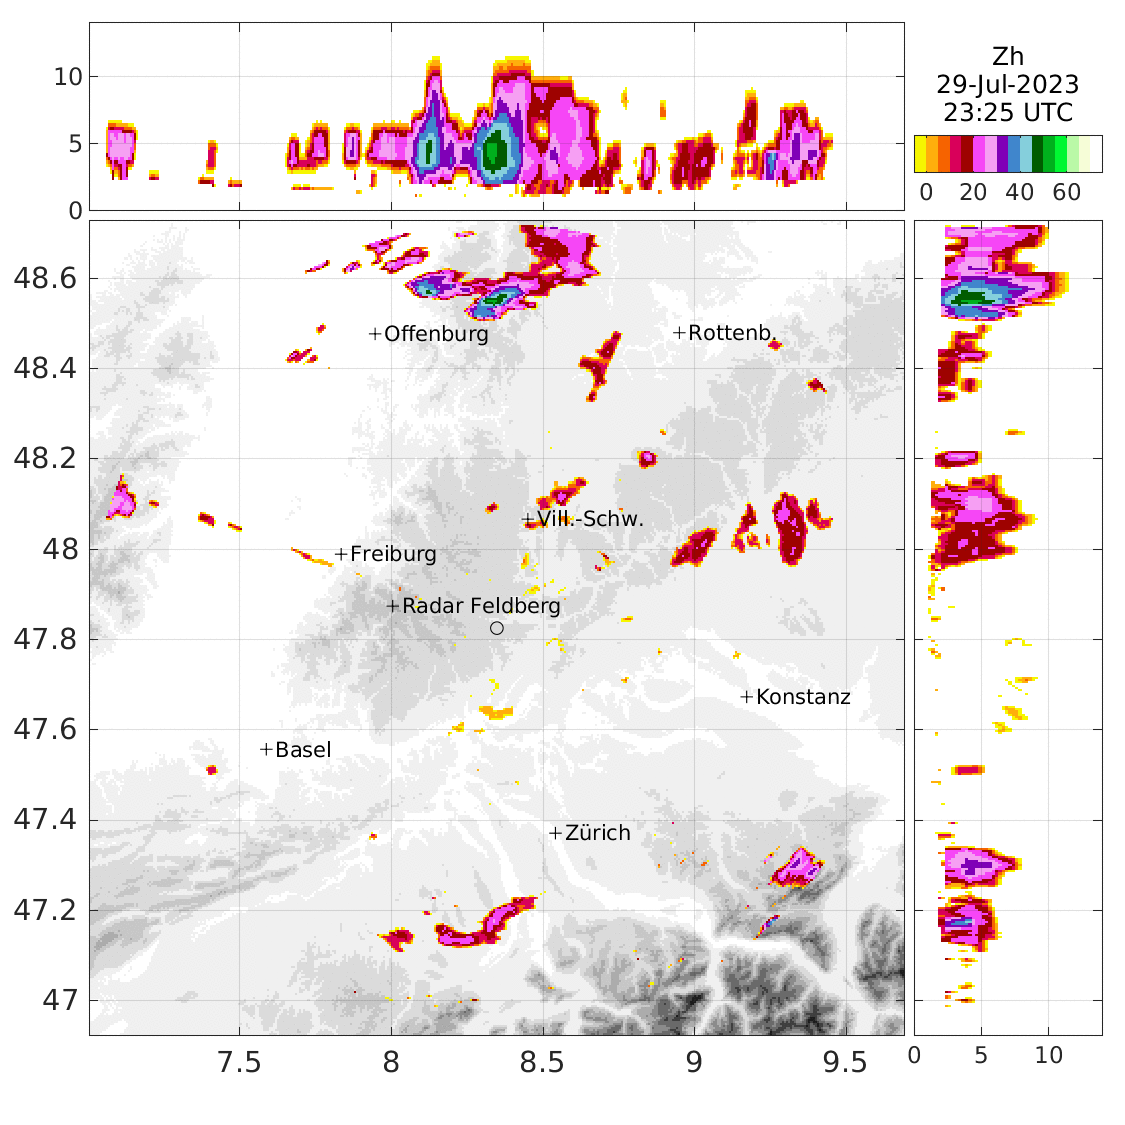 Zh
29-Jul-2023
23:25 UTC
10
5
0
0 20 40 60
48.6
+Offenburg
+Rottenb.
48.4
48.2
+Vill.-Schw.
48
+Freiburg
+Radar Feldberg
47.8
+Konstanz
47.6
+Basel
47.4
+Zürich
47.2
47
7.5 8 8.5 9 9.5
0 5 10